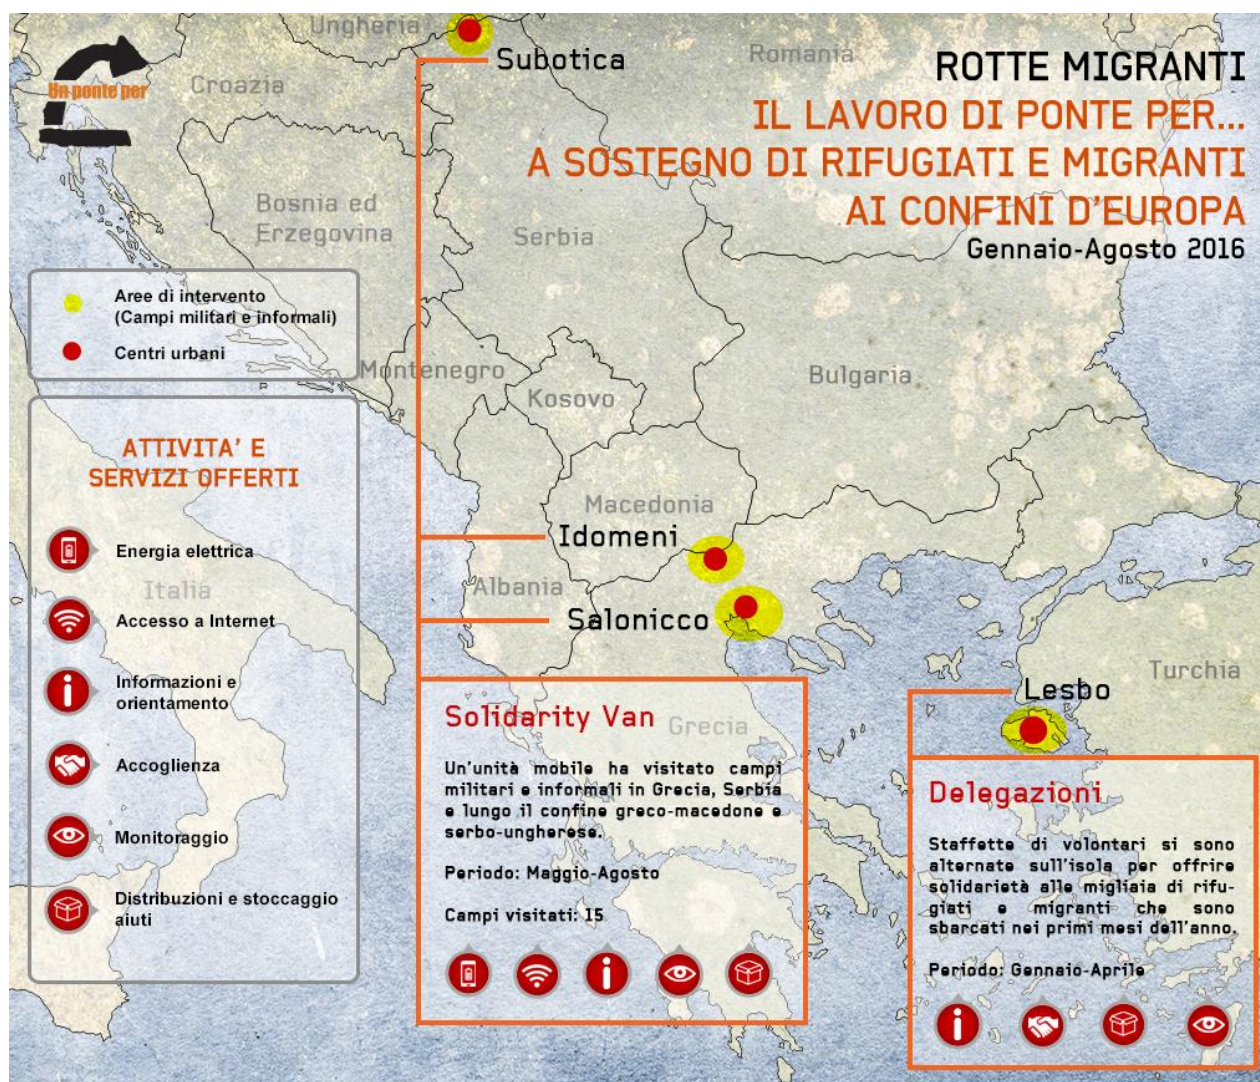 Ungheria
Subotica
Romania
Croazia
Un ponte per
ROTTE MIGRANTI
IL LAVORO DI PONTE PER...
A SOSTEGNO DI RIFUGIATI E MIGRANTI
AI CONFINI D'EUROPA
Gennaio-Agosto 2016
Bosnia ed
Erzegovina
Serbia
Aree di intervento
(Campi militari e informali)
Centri urbani
Montenegro
Kosovo
Bulgaria
ATTIVITA' E
SERVIZI OFFERTI
Energia elettrica
Italia
Accesso a Internet
Informazioni e
orientamento
Accoglienza
Monitoraggio
Distribuzioni e stoccaggio
aiuti
Macedonia
Idomeni
Albania
Salonicco
Turchia
Lesbo
Grecia
Solidarity Van
Un'unità mobile ha visitato campi
militari e informali in Grecia, Serbia
e lungo il confine greco-macedone e
serbo-ungherese.
Periodo: Maggio-Agosto
Campi visitati: 15
Delegazioni
Staffette di volontari si sono
alternate sull'isola per offrire
solidarietà alle migliaia di rifu-
giati e migranti che sono
sbarcati nei primi mesi dell'anno.
Periodo: Gennaio-Aprile